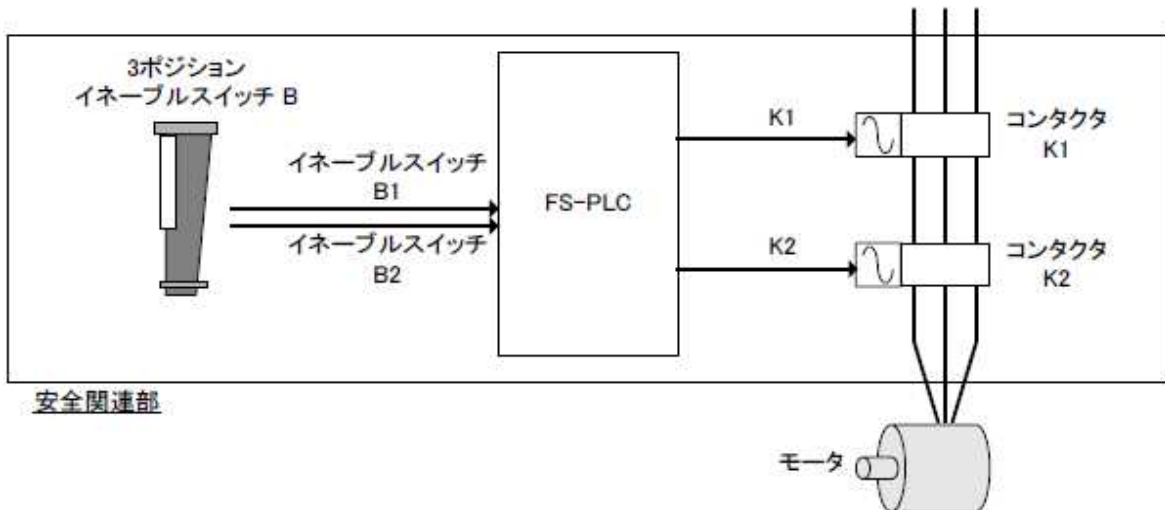 3ポジション
イネーブルスイッチ B
イネーブルスイッチ
B1
イネーブルスイッチ
B2
FS-PLC
K1
K2
コンタクタ
K1
コンタクタ
K2
安全関連部
モータ